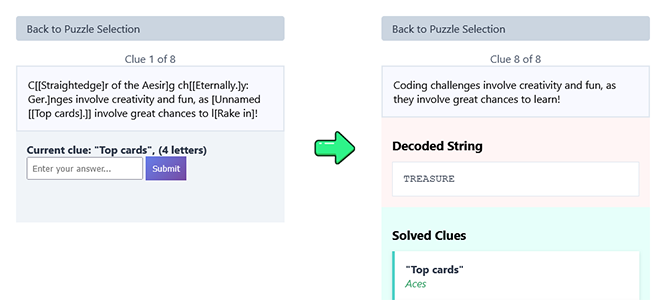 Back to Puzzle Selection
Clue 1 of 8
C[[Straightedge]r of the Aesir]g ch[[Eternally.]y:
Ger.]nges involve creativity and fun, as [Unnamed
[[Top cards].]] involve great chances to l[Rake in]!
Current clue: "Top cards", (4 letters)
Enter your answer...
Submit
Back to Puzzle Selection
Clue 8 of 8
Coding challenges involve creativity and fun, as
they involve great chances to learn!
Decoded String
TREASURE
Solved Clues
"Top cards"
Aces